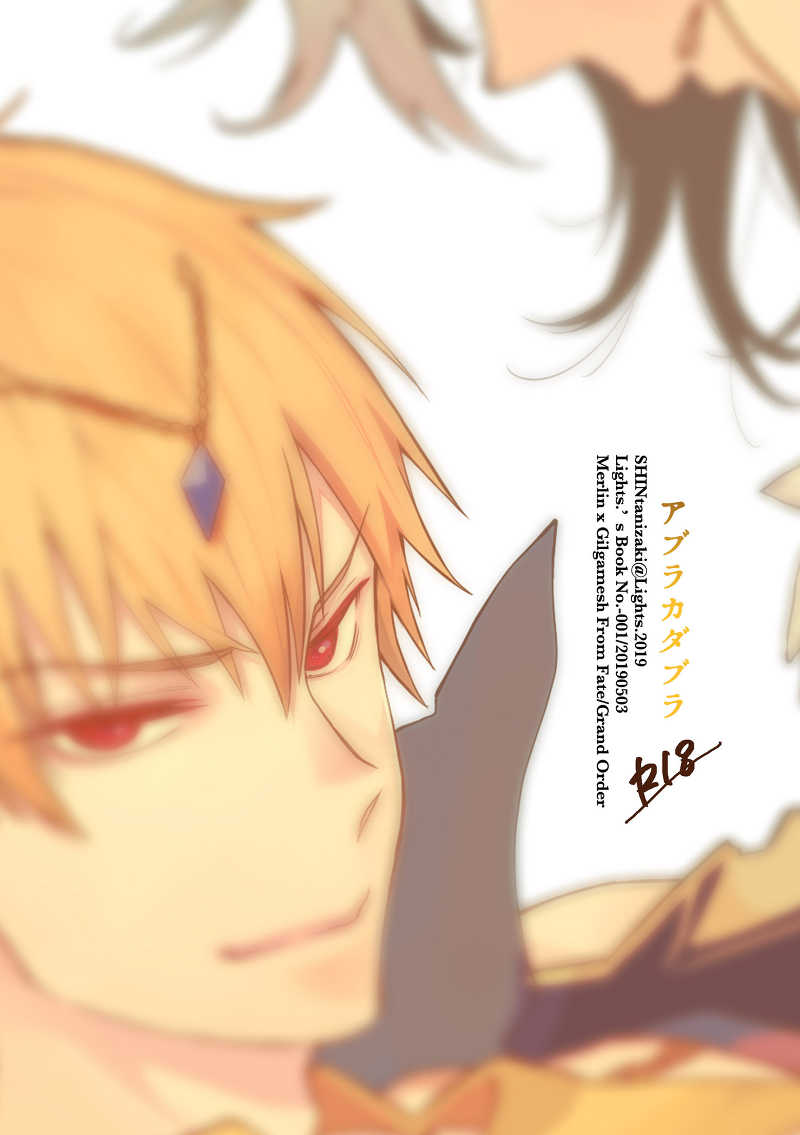 アブラカダブラ
SHINtanizaki@Lights.2019
Lights.’s Book No.-001/20190503
Merlin x Gilgamesh From Fate/Grand Order
R18